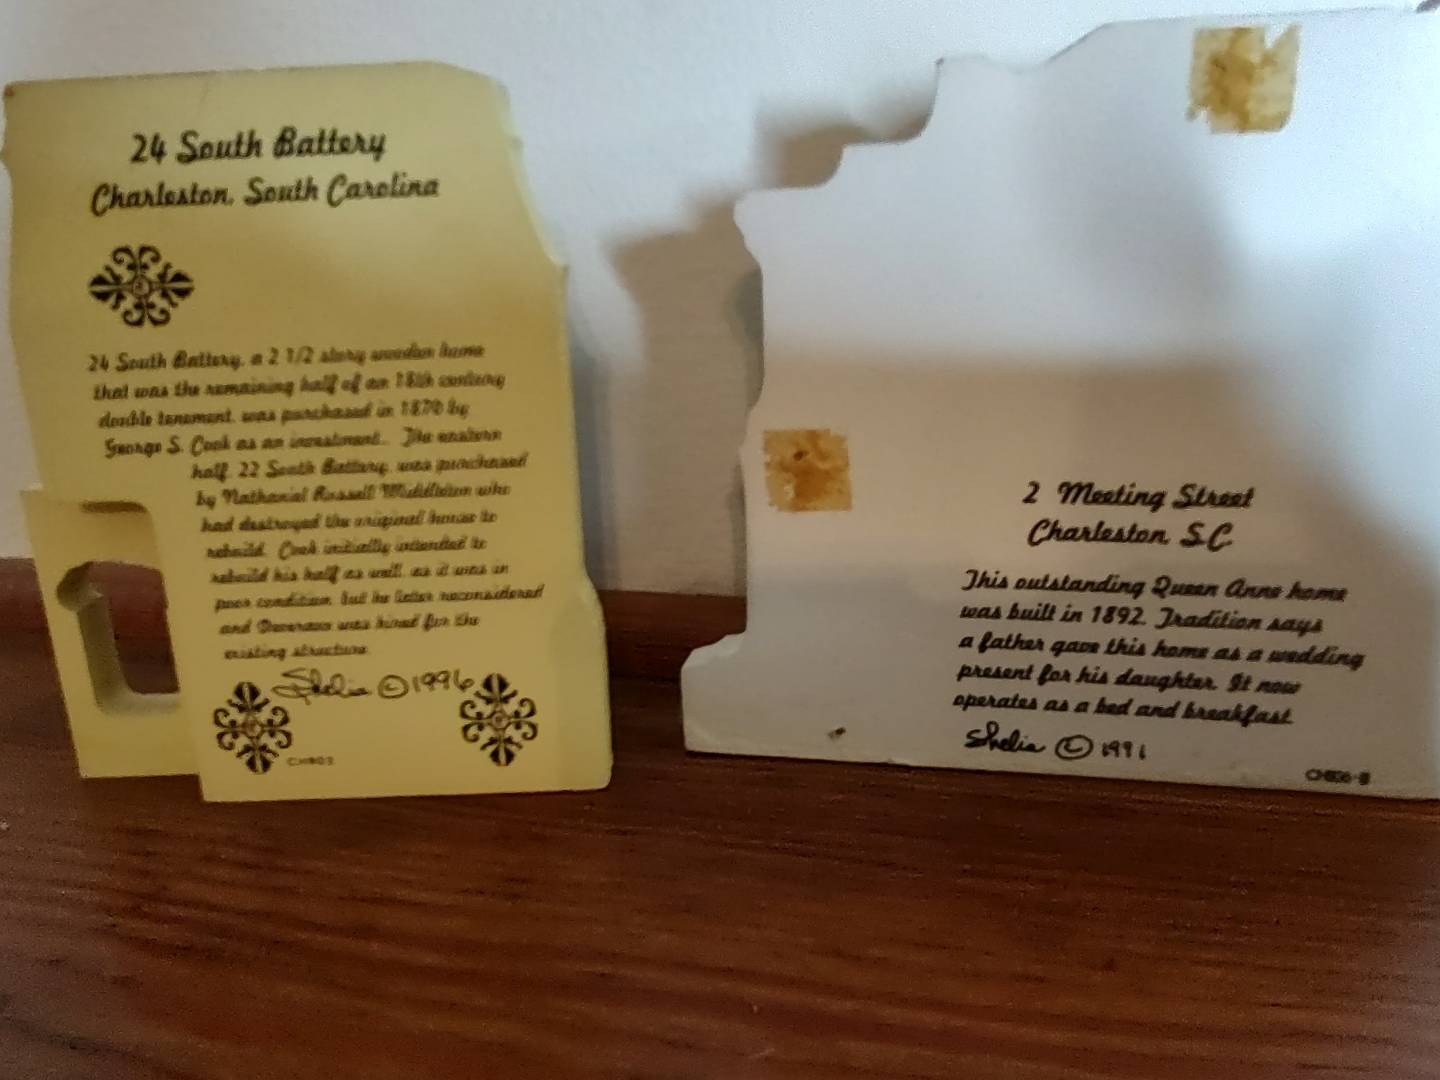 24 South Battery
Charleston, South Carolina
24 South Battery, a 2 1/2 story wooden home
that was the remaining half of an 18th century
double tenement, was purchased in 1870 by
George S. Cook as an investment. The eastern
half, 22 South Battery, was purchased
by Nathaniel Russell Middleton who
had destroyed the original house to
rebuild. Cook initially intended to
rebuild his half as well, as it was in
poor condition but he later reconsidered
and Devereux was hired for the
existing structure.
Shelia © 1996
2 Meeting Street
Charleston, S.C.
This outstanding Queen Anne home
was built in 1892. Tradition says
a father gave this home as a wedding
present for his daughter. It now
operates as a bed and breakfast.
Shelia © 1991